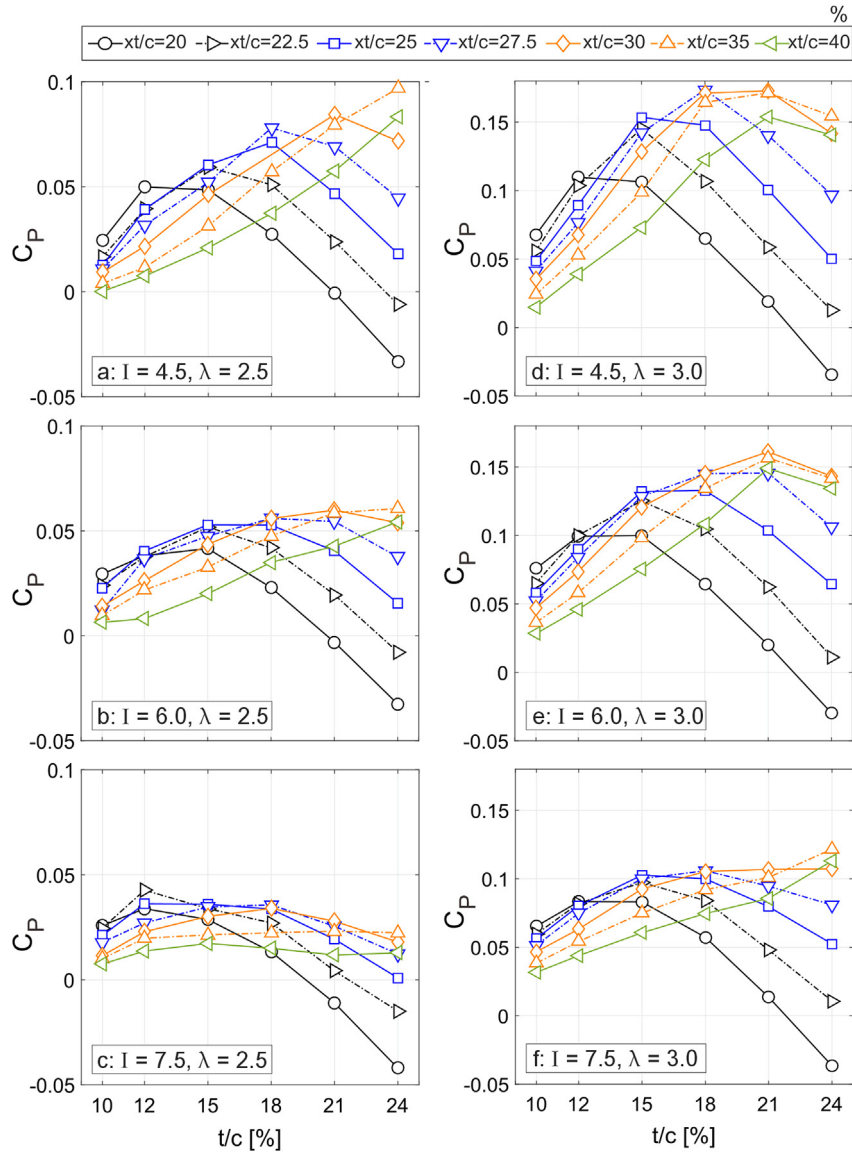 %
xt/c=20 xt/c=22.5 xt/c=25 xt/c=27.5 xt/c=30 xt/c=35 xt/c=40
0.1
0.05
0
-0.05
C_P
a: I = 4.5, λ = 2.5
0.15
0.1
0.05
0
-0.05
C_P
d: I = 4.5, λ = 3.0
0.1
0.05
0
-0.05
C_P
b: I = 6.0, λ = 2.5
0.15
0.1
0.05
0
-0.05
C_P
e: I = 6.0, λ = 3.0
0.1
0.05
0
-0.05
C_P
c: I = 7.5, λ = 2.5
10 12 15 18 21 24
t/c [%]
0.15
0.1
0.05
0
-0.05
C_P
f: I = 7.5, λ = 3.0
10 12 15 18 21 24
t/c [%]